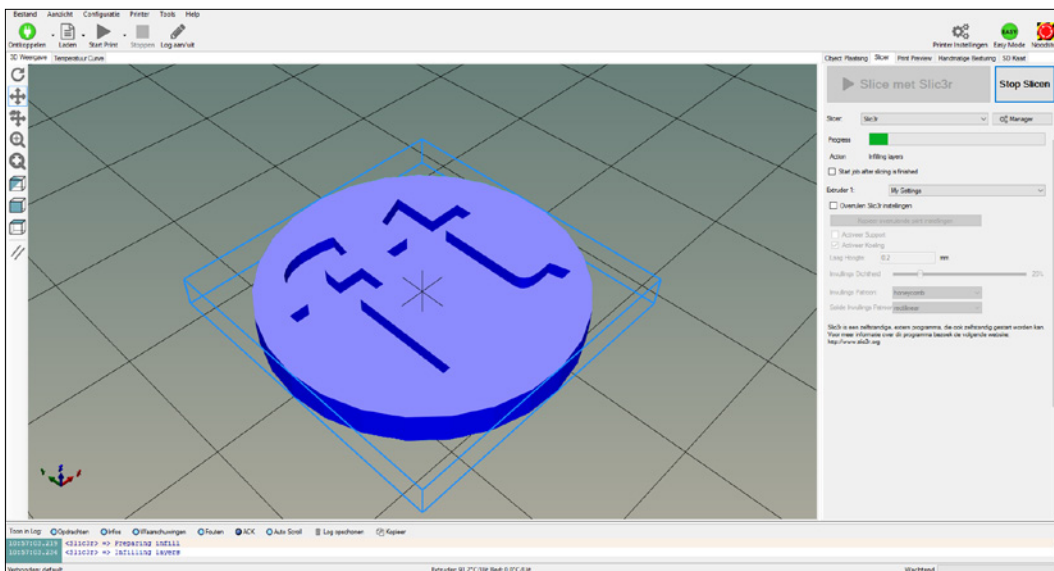 Bestand Aanzicht Configuratie Printer Tools Help
Ontkoppelen Laden Start Print Stoppen Log aan/uit
Printer Instellingen Easy Mode
3D Weergave Temperatuur Curve
Object Plaatsing Slicer Print Preview Handmatige Besturing SD Kaart
Slice met Slic3r
Stop Slicen
Slicer: Slic3r Manager
Progress
Action: Infilling layers
Start job after slicing is finished
Extruder 1: My Settings
Overrulen Slic3r instellingen
Activeer Support
Activeer Koeling
Laag Hoogte: 0.2 mm
Invullings Dichtheid 20%
Invullings Patroon: honeycomb
Solide Invullings Patroon: rectilinear
Slic3r is een zelfstandige, extern programma, die ook zelfstandig gestart worden kan.
Voor meer informatie over dit programma bezoek de volgende website:
http://www.slic3r.org
Toon in Log: Opdrachten Infos Waarschuwingen Fouten ACK Auto Scroll Log opschonen Kopieer
<Slic3r> => Preparing infill
<Slic3r> => Infilling layers
Verbonden: default
Wachtend